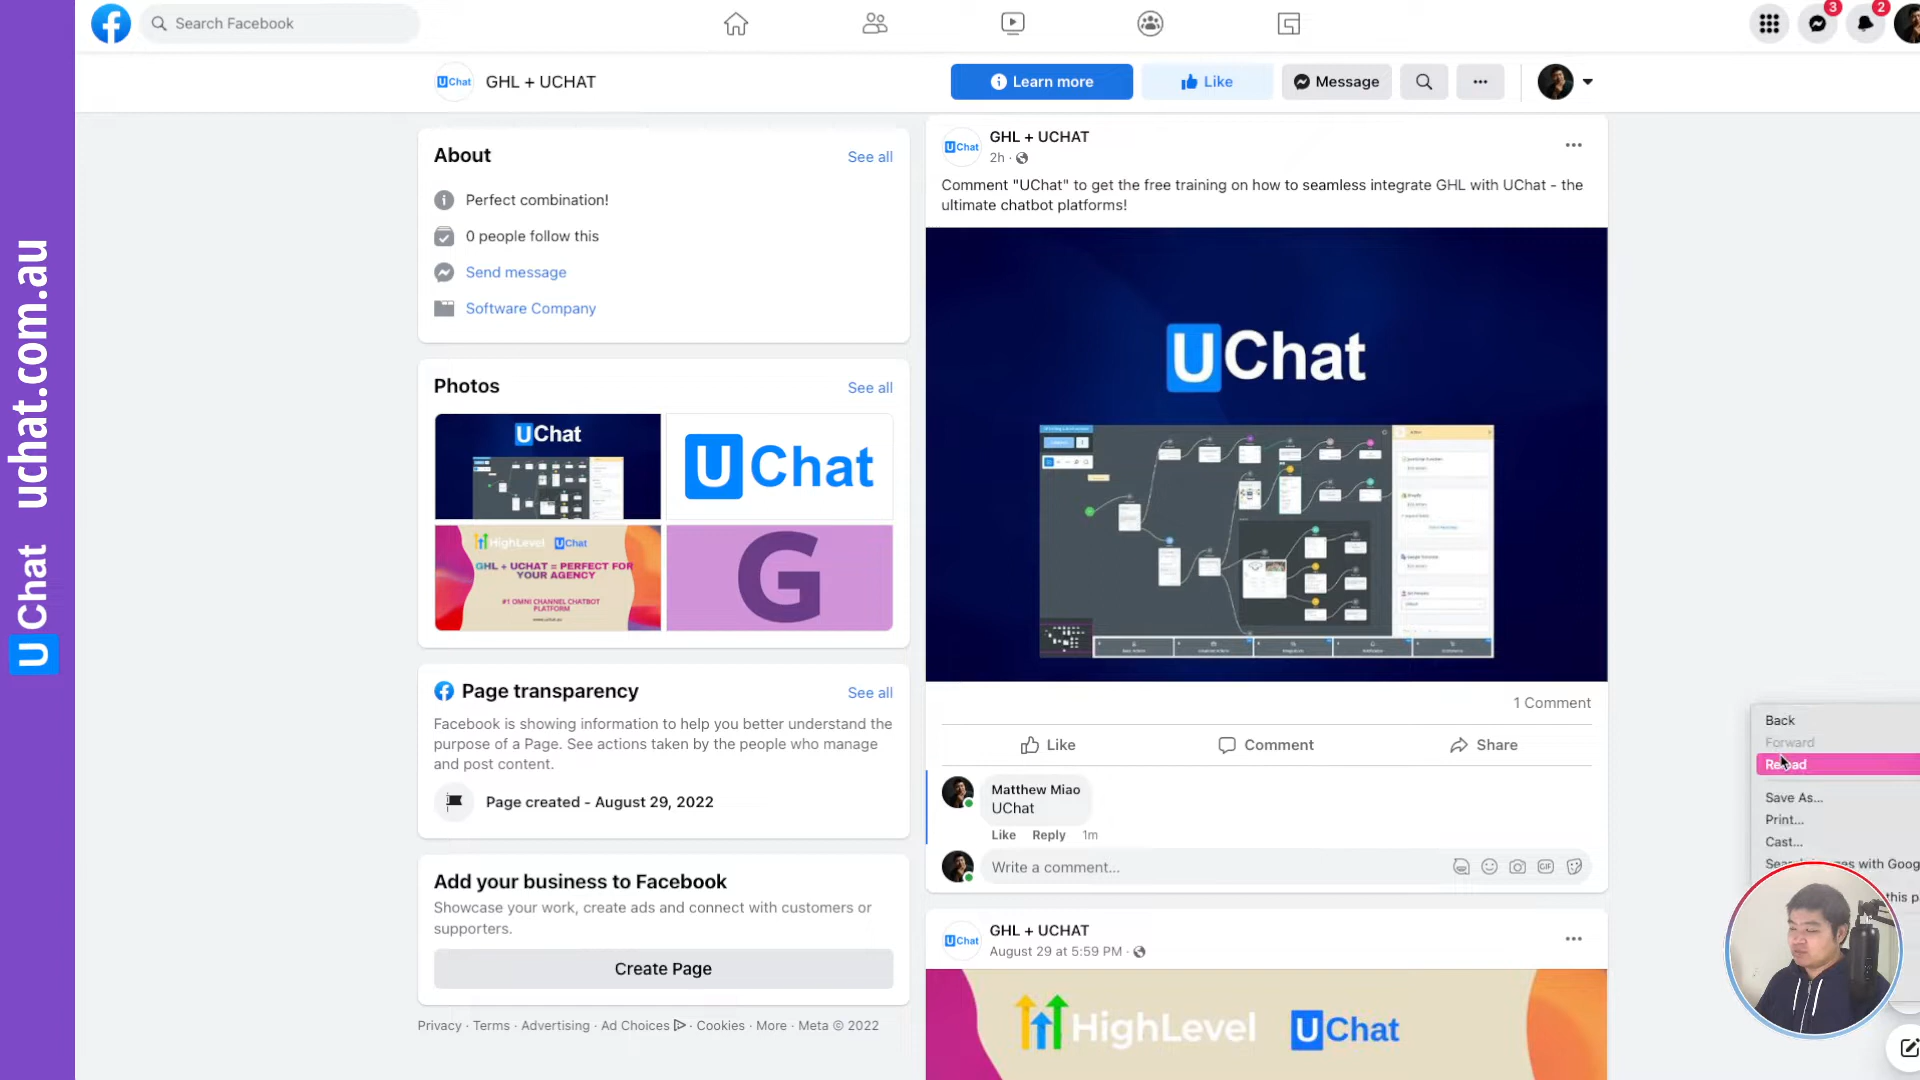 UChat uchat.com.au
Search Facebook
3
2
UChat
GHL + UCHAT
Learn more
Like
Message
About
See all
Perfect combination!
0 people follow this
Send message
Software Company
Photos
See all
UChat
UChat
HighLevel UChat
GHL + UCHAT = PERFECT FOR
YOUR AGENCY
#1 OMNI CHANNEL CHATBOT
PLATFORM
G
Page transparency
See all
Facebook is showing information to help you better understand the
purpose of a Page. See actions taken by the people who manage
and post content.
Page created - August 29, 2022
Add your business to Facebook
Showcase your work, create ads and connect with customers or
supporters.
Create Page
Privacy · Terms · Advertising · Ad Choices · Cookies · More · Meta © 2022
UChat
GHL + UCHAT
2h ·
Comment "UChat" to get the free training on how to seamless integrate GHL with UChat - the
ultimate chatbot platforms!
UChat
1 Comment
Like
Comment
Share
Matthew Miao
UChat
Like Reply 1m
Write a comment...
GIF
UChat
GHL + UCHAT
August 29 at 5:59 PM ·
HighLevel UChat
Back
Forward
Reload
Save As...
Print...
Cast...
with Goog
this p